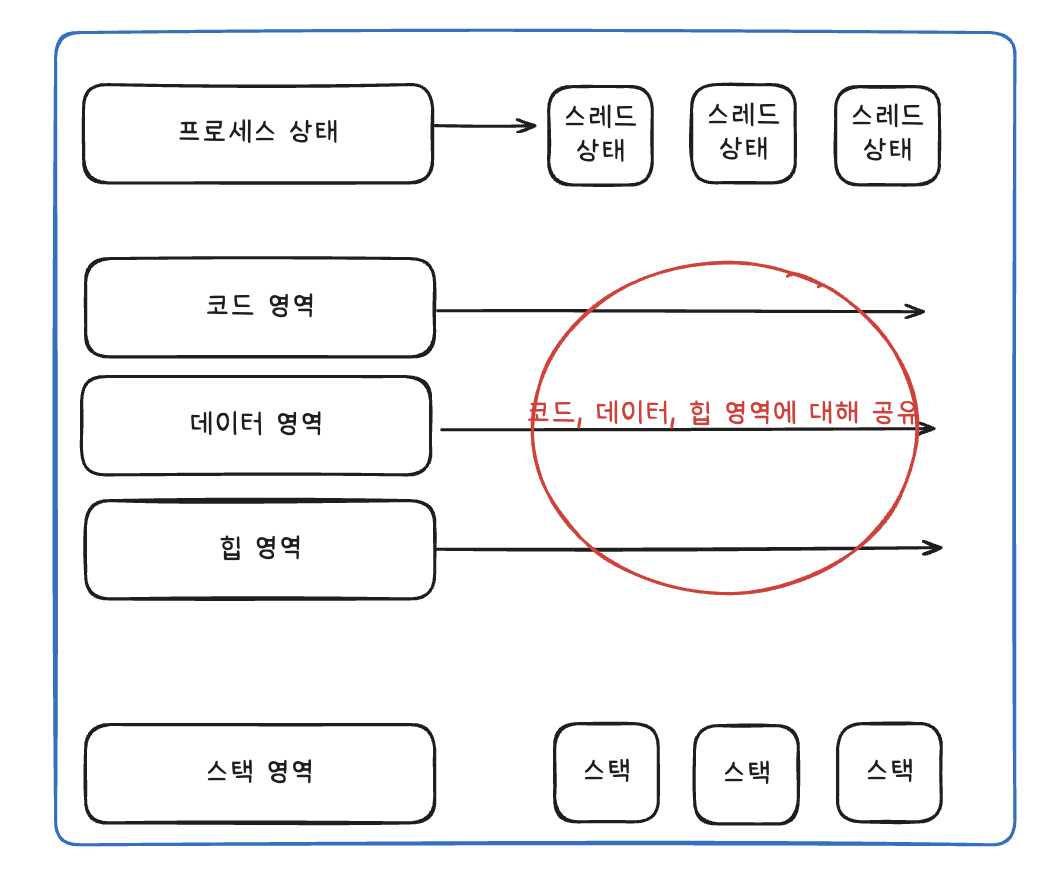 프로세스 상태
스레드
상태
스레드
상태
스레드
상태
코드 영역
데이터 영역
코드, 데이터, 힙 영역에 대해 공유
힙 영역
스택 영역
스택
스택
스택